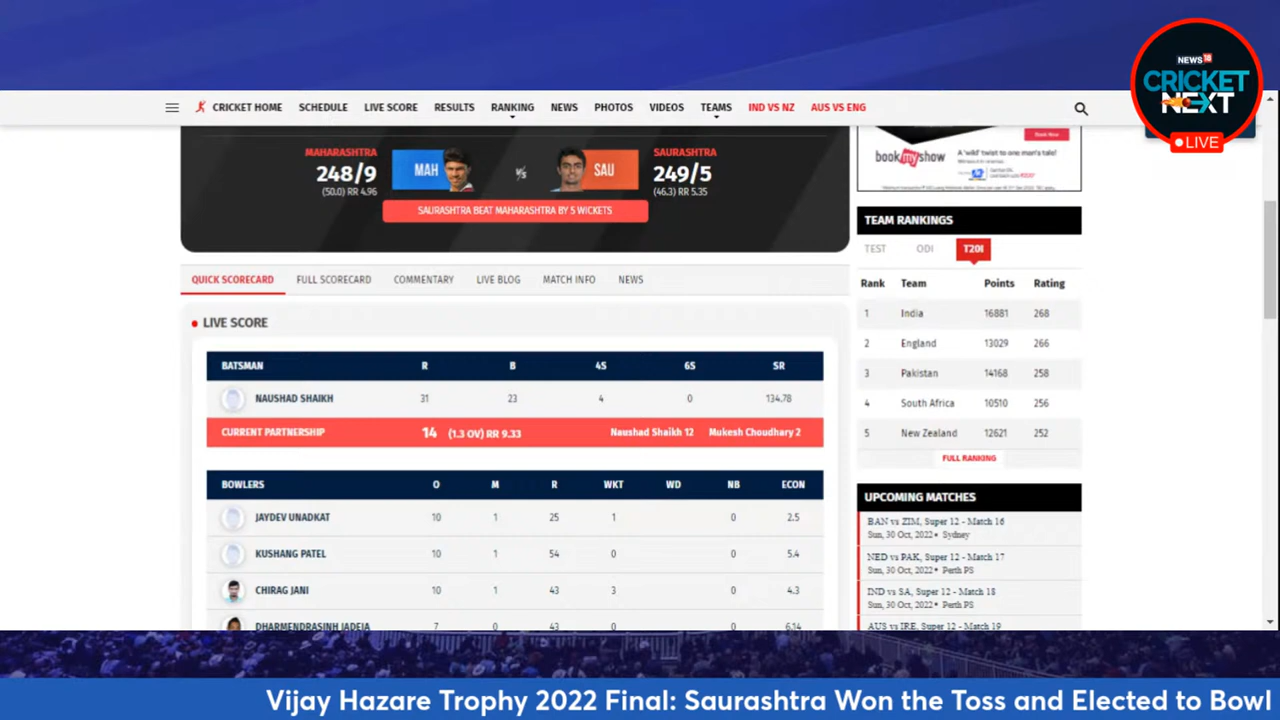 NEWS18
CRICKET
NEXT
LIVE
CRICKET HOME SCHEDULE LIVE SCORE RESULTS RANKING NEWS PHOTOS VIDEOS TEAMS IND VS NZ AUS VS ENG
MAHARASHTRA
248/9
(50.0) RR 4.96
MAH
VS
SAU
SAURASHTRA
249/5
(46.3) RR 5.35
SAURASHTRA BEAT MAHARASHTRA BY 5 WICKETS
Book Now
book my show
A 'wild' twist to one man's tale!
QUICK SCORECARD FULL SCORECARD COMMENTARY LIVE BLOG MATCH INFO NEWS
LIVE SCORE
BATSMAN R B 4S 6S SR
NAUSHAD SHAIKH 31 23 4 0 134.78
CURRENT PARTNERSHIP 14 (1.3 OV) RR 9.33 Naushad Shaikh 12 Mukesh Choudhary 2
BOWLERS O M R WKT WD NB ECON
JAYDEV UNADKAT 10 1 25 1 0 2.5
KUSHANG PATEL 10 1 54 0 0 5.4
CHIRAG JANI 10 1 43 3 0 4.3
DHARMENDRASINH JADEJA 7 0 43 0 0 6.14
TEAM RANKINGS
TEST ODI T20I
Rank Team Points Rating
1 India 16881 268
2 England 13029 266
3 Pakistan 14168 258
4 South Africa 10510 256
5 New Zealand 12621 252
FULL RANKING
UPCOMING MATCHES
BAN vs ZIM, Super 12 - Match 16
Sun, 30 Oct, 2022• Sydney
NED vs PAK, Super 12 - Match 17
Sun, 30 Oct, 2022• Perth PS
IND vs SA, Super 12 - Match 18
Sun, 30 Oct, 2022• Perth PS
AUS vs IRE, Super 12 - Match 19
Vijay Hazare Trophy 2022 Final: Saurashtra Won the Toss and Elected to Bowl